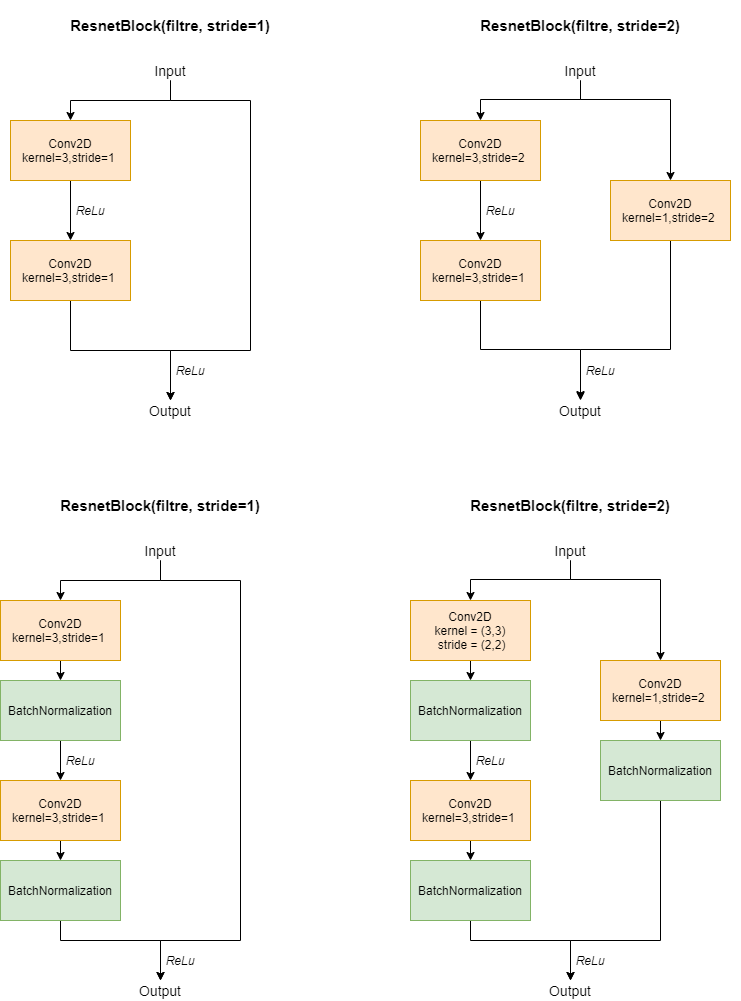 ResnetBlock(filtre, stride=1)
Input
Conv2D
kernel=3,stride=1
ReLu
Conv2D
kernel=3,stride=1
ReLu
Output
ResnetBlock(filtre, stride=2)
Input
Conv2D
kernel=3,stride=2
Conv2D
kernel=1,stride=2
ReLu
Conv2D
kernel=3,stride=1
ReLu
Output
ResnetBlock(filtre, stride=1)
Input
Conv2D
kernel=3,stride=1
BatchNormalization
ReLu
Conv2D
kernel=3,stride=1
BatchNormalization
ReLu
Output
ResnetBlock(filtre, stride=2)
Input
Conv2D
kernel = (3,3)
stride = (2,2)
Conv2D
kernel=1,stride=2
BatchNormalization
ReLu
BatchNormalization
Conv2D
kernel=3,stride=1
BatchNormalization
ReLu
Output